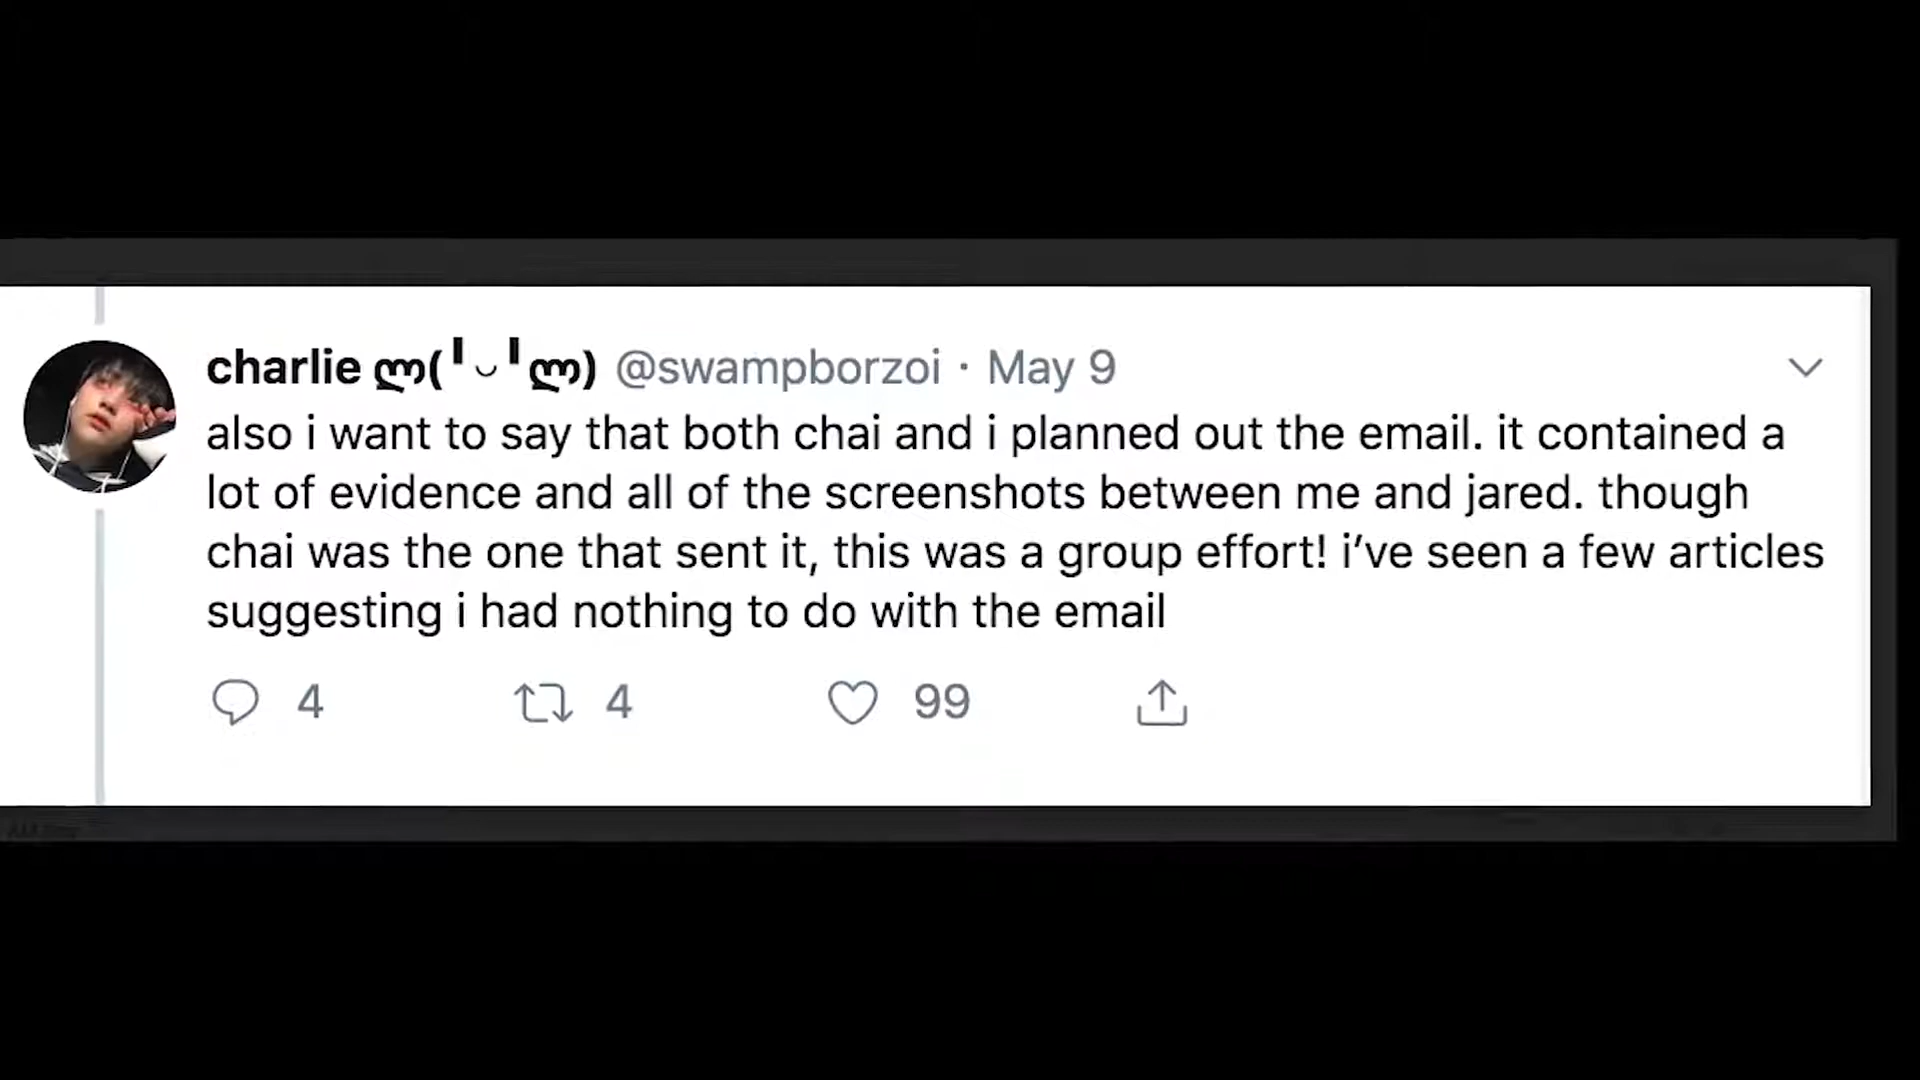 charlie ლ(╹◡╹ლ) @swampborzoi · May 9
also i want to say that both chai and i planned out the email. it contained a
lot of evidence and all of the screenshots between me and jared. though
chai was the one that sent it, this was a group effort! i’ve seen a few articles
suggesting i had nothing to do with the email
4 4 99